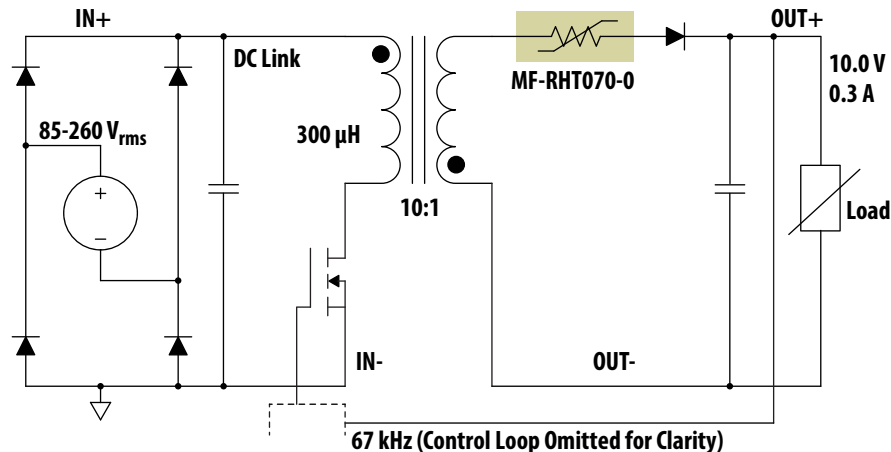 IN+
OUT+
DC Link
MF-RHT070-0
10.0 V
0.3 A
85-260 Vrms
300 µH
+
−
10:1
Load
IN-
OUT-
67 kHz (Control Loop Omitted for Clarity)